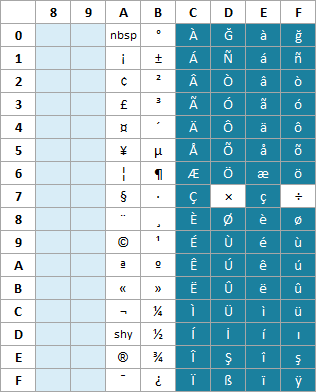 8 9 A B C D E F
0 nbsp ° À Ğ à ğ
1 ¡ ± Á Ñ á ñ
2 ¢ ² Â Ò â ò
3 £ ³ Ã Ó ã ó
4 ¤ ´ Ä Ô ä ô
5 ¥ µ Å Õ å õ
6 ¦ ¶ Æ Ö æ ö
7 § · Ç × ç ÷
8 ¨ ¸ È Ø è ø
9 © ¹ É Ù é ù
A ª º Ê Ú ê ú
B « » Ë Û ë û
C ¬ ¼ Ì Ü ì ü
D shy ½ Í İ í ı
E ® ¾ Î Ş î ş
F ¯ ¿ Ï ß ï ÿ